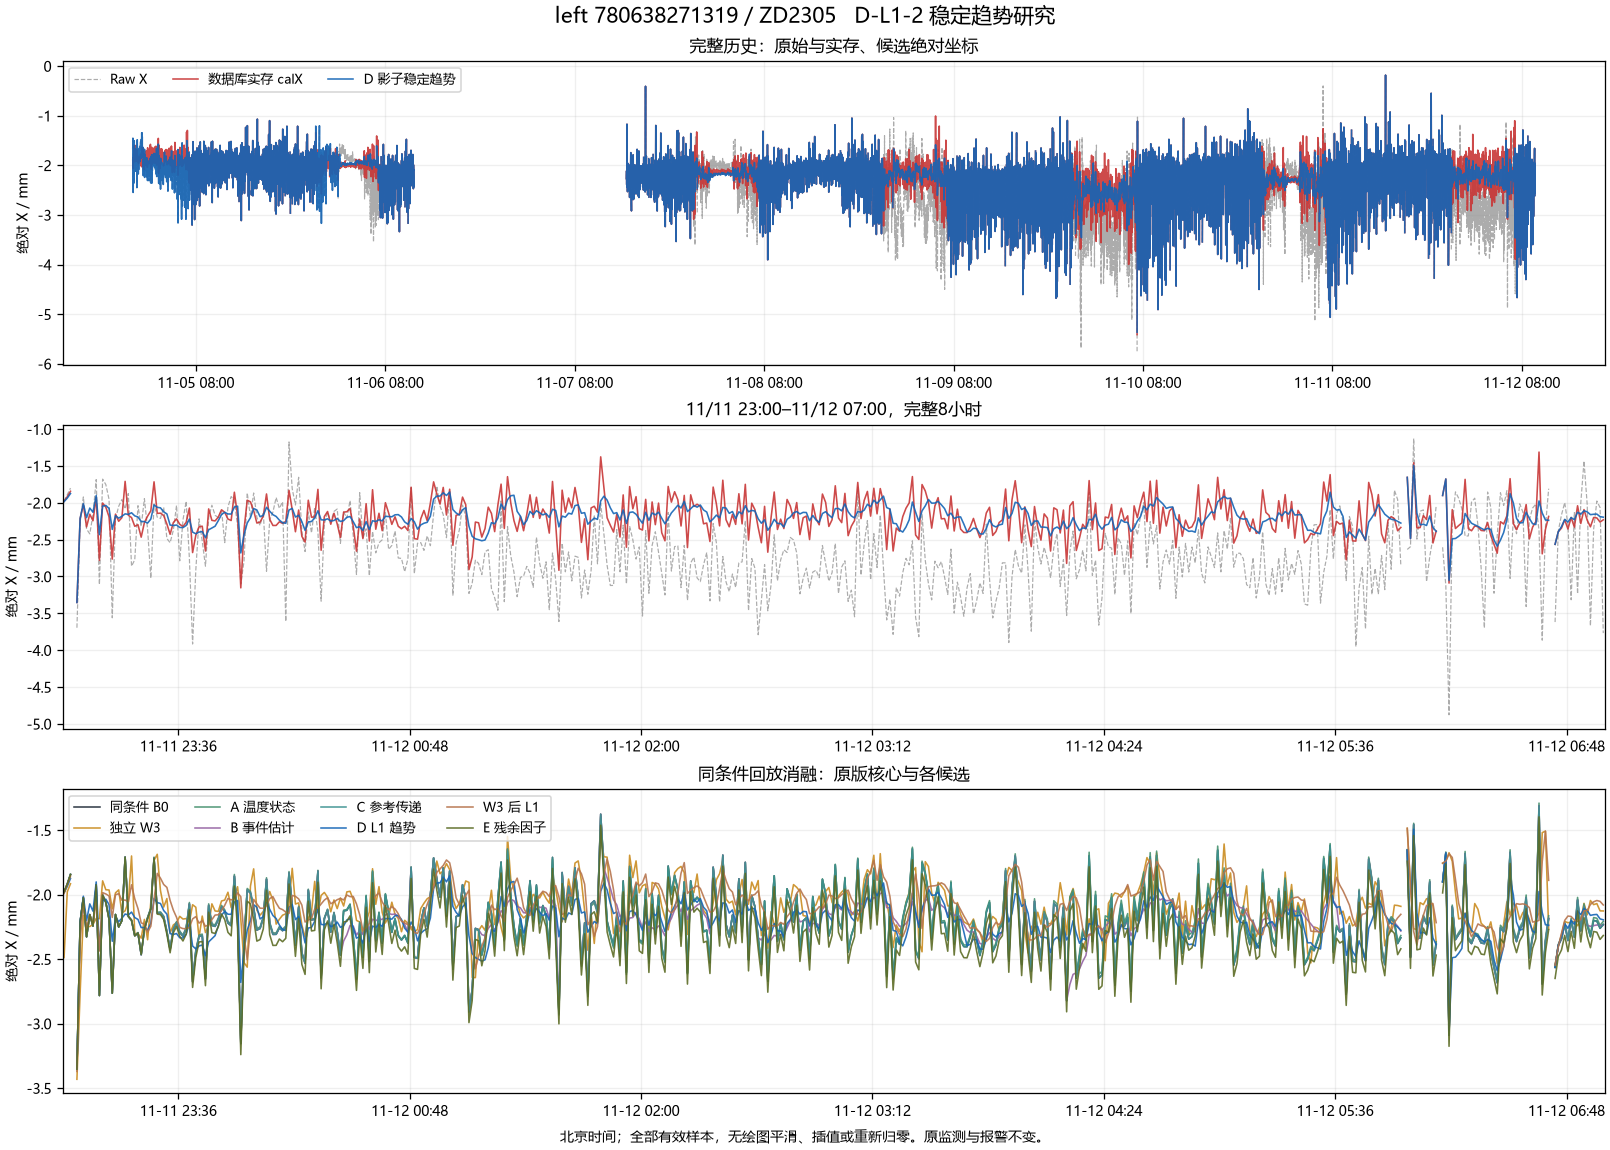 left 780638271319 / ZD2305   D-L1-2 稳定趋势研究
完整历史：原始与实存、候选绝对坐标
Raw X
数据库实存 calX
D 影子稳定趋势
绝对 X / mm
0
-1
-2
-3
-4
-5
-6
11-05 08:00
11-06 08:00
11-07 08:00
11-08 08:00
11-09 08:00
11-10 08:00
11-11 08:00
11-12 08:00
11/11 23:00–11/12 07:00，完整8小时
绝对 X / mm
-1.0
-1.5
-2.0
-2.5
-3.0
-3.5
-4.0
-4.5
-5.0
11-11 23:36
11-12 00:48
11-12 02:00
11-12 03:12
11-12 04:24
11-12 05:36
11-12 06:48
同条件回放消融：原版核心与各候选
同条件 B0
独立 W3
A 温度状态
B 事件估计
C 参考传递
D L1 趋势
W3 后 L1
E 残余因子
绝对 X / mm
-1.5
-2.0
-2.5
-3.0
-3.5
11-11 23:36
11-12 00:48
11-12 02:00
11-12 03:12
11-12 04:24
11-12 05:36
11-12 06:48
北京时间；全部有效样本，无绘图平滑、插值或重新归零。原监测与报警不变。